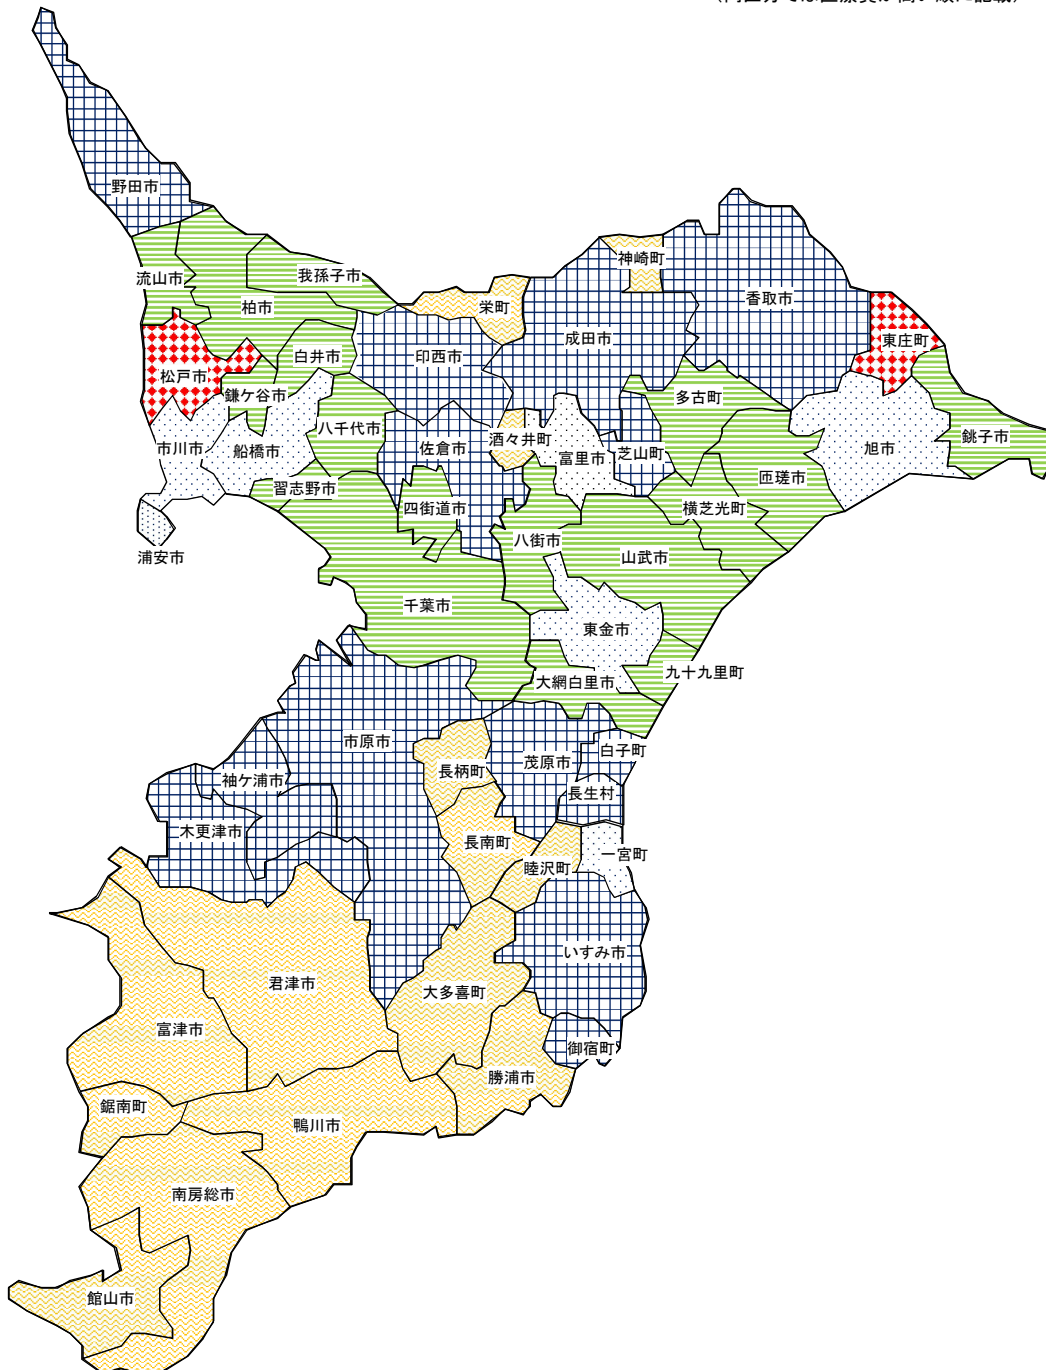 野田市
神崎町
流山市
我孫子市
香取市
柏市
栄町
成田市
東庄町
白井市
印西市
松戸市
鎌ケ谷市
多古町
八千代市
酒々井町
銚子市
市川市
船橋市
佐倉市
富里市
芝山町
旭市
匝瑳市
習志野市
四街道市
横芝光町
八街市
浦安市
山武市
千葉市
東金市
九十九里町
大網白里市
市原市
白子町
茂原市
長柄町
袖ケ浦市
長生村
木更津市
長南町
一宮町
睦沢町
いすみ市
君津市
大多喜町
富津市
御宿町
勝浦市
鋸南町
鴨川市
南房総市
館山市